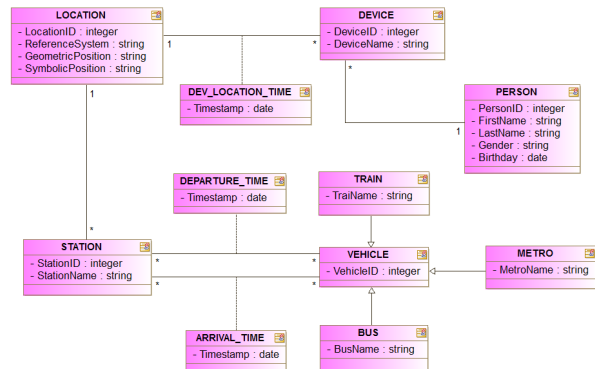 LOCATION
- LocationID : integer
- ReferenceSystem : string
- GeometricPosition : string
- SymbolicPosition : string
DEVICE
- DeviceID : integer
- DeviceName : string
1
*
DEV_LOCATION_TIME
- Timestamp : date
*
PERSON
- PersonID : integer
- FirstName : string
- LastName : string
- Gender : string
- Birthday : date
1
1
DEPARTURE_TIME
- Timestamp : date
TRAIN
- TraiName : string
*
STATION
- StationID : integer
- StationName : string
*
*
VEHICLE
- VehicleID : integer
METRO
- MetroName : string
*
*
ARRIVAL_TIME
- Timestamp : date
BUS
- BusName : string